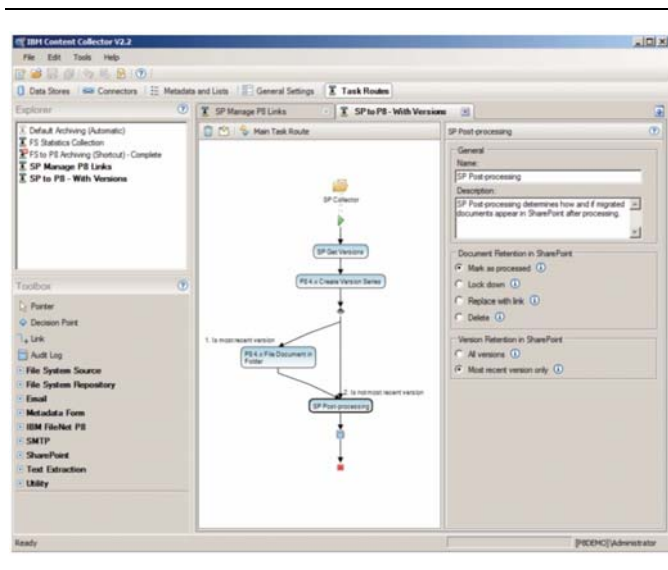 IBM Content Collector V2.2
File Edit Tools Help
Data Stores Connectors Metadata and Lists General Settings Task Routes
Explorer
Default Archiving (Automatic)
FS Statistics Collection
FS to P8 Archiving (Shortcut) - Complete
SP Manage P8 Links
SP to P8 - With Versions
Toolbox
Pointer
Decision Point
Link
Audit Log
File System Source
File System Repository
Email
Metadata Form
IBM FileNet P8
SMTP
SharePoint
Text Extraction
Utility
SP Manage P8 Links SP to P8 - With Versions
Main Task Route
SP Collector
SP Get Versions
P8 4.x Create Version Series
1. Is most recent version
P8 4.x File Document in
Folder
2. Is not most recent version
SP Post-processing
SP Post-processing
General
Name:
SP Post-processing
Description:
SP Post-processing determines how and if migrated
documents appear in SharePoint after processing.
Document Retention in SharePoint
Mark as processed
Lock down
Replace with link
Delete
Version Retention in SharePoint
All versions
Most recent version only
Ready
[P8DEMO]\Administrator